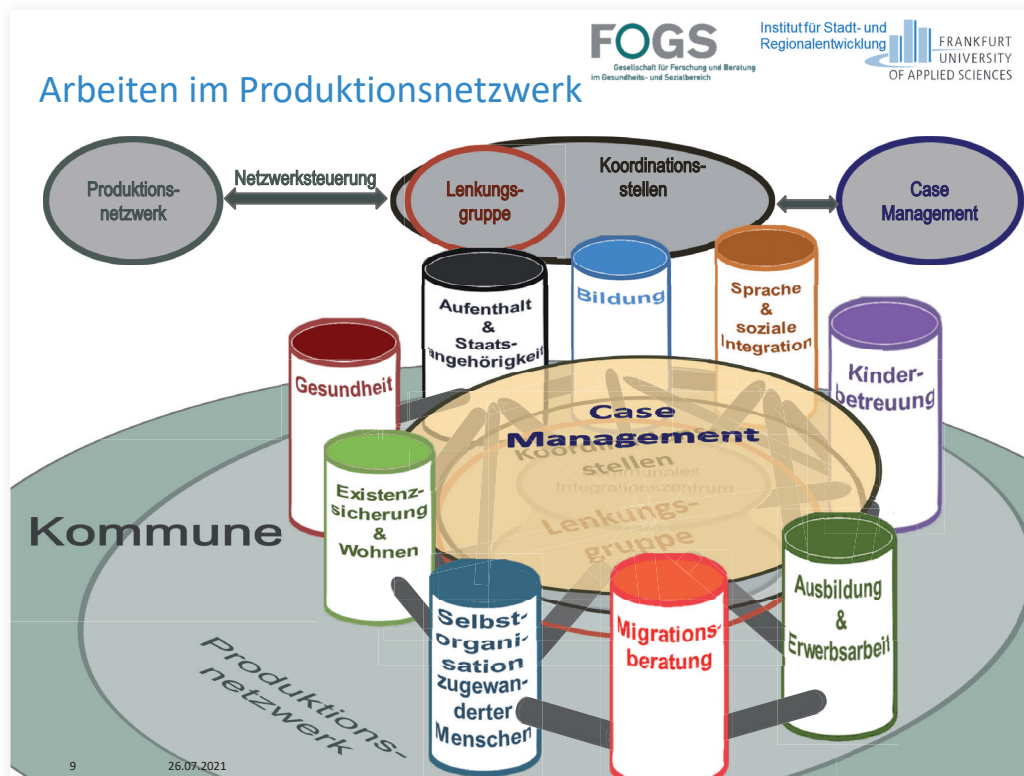 FOGS
Gesellschaft für Forschung und Beratung
im Gesundheits- und Sozialbereich
Institut für Stadt- und
Regionalentwicklung
FRANKFURT
UNIVERSITY
OF APPLIED SCIENCES
Arbeiten im Produktionsnetzwerk
Produktions-
netzwerk
Netzwerksteuerung
Lenkungs-
gruppe
Koordinations-
stellen
Case
Management
Aufenthalt
&
Staats-
angehörigkeit
Bildung
Sprache
&
soziale
Integration
Gesundheit
Kinder-
betreuung
Case
Management
Koordinations-
stellen
Kommunales
Integrationszentrum
Lenkungs-
gruppe
Existenz-
sicherung
&
Wohnen
Kommune
Ausbildung
&
Erwerbsarbeit
Selbst-
organi-
sation
zugewan-
derter
Menschen
Migrations-
beratung
Produktions-
netzwerk
9
26.07.2021